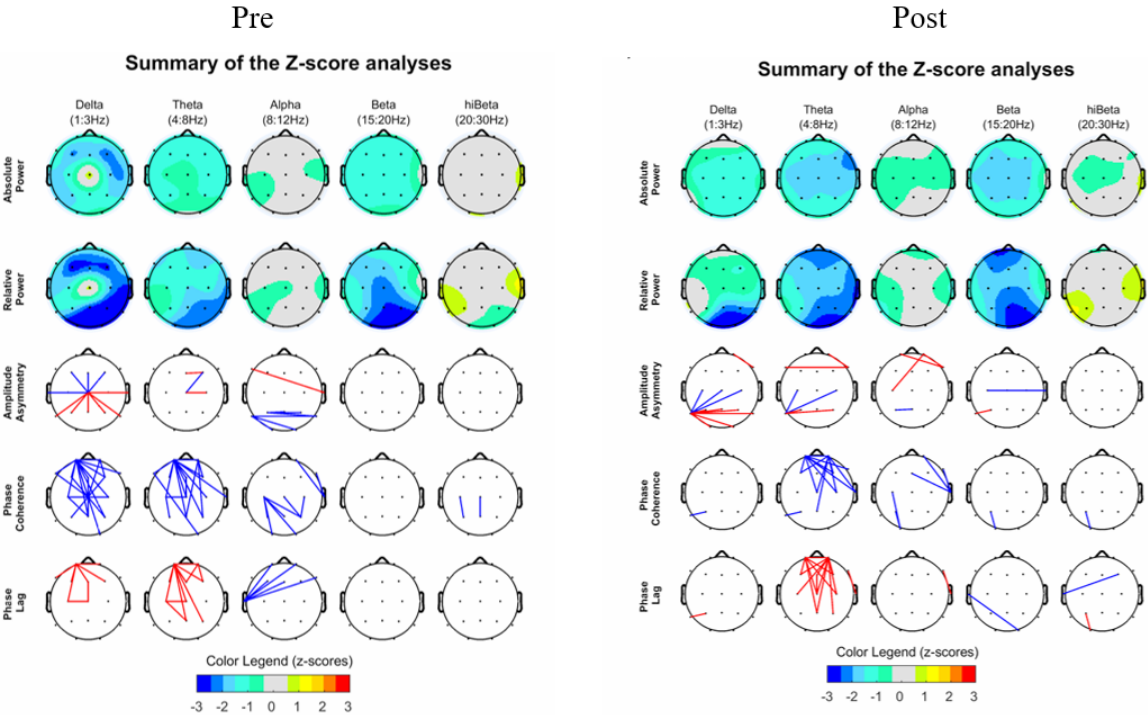 Pre
Summary of the Z-score analyses
Delta
(1:3Hz)
Theta
(4:8Hz)
Alpha
(8:12Hz)
Beta
(15:20Hz)
hiBeta
(20:30Hz)
Absolute
Power
Relative
Power
Amplitude
Asymmetry
Phase
Coherence
Phase
Lag
Color Legend (z-scores)
-3 -2 -1 0 1 2 3
Post
Summary of the Z-score analyses
Delta
(1:3Hz)
Theta
(4:8Hz)
Alpha
(8:12Hz)
Beta
(15:20Hz)
hiBeta
(20:30Hz)
Absolute
Power
Relative
Power
Amplitude
Asymmetry
Phase
Coherence
Phase
Lag
Color Legend (z-scores)
-3 -2 -1 0 1 2 3